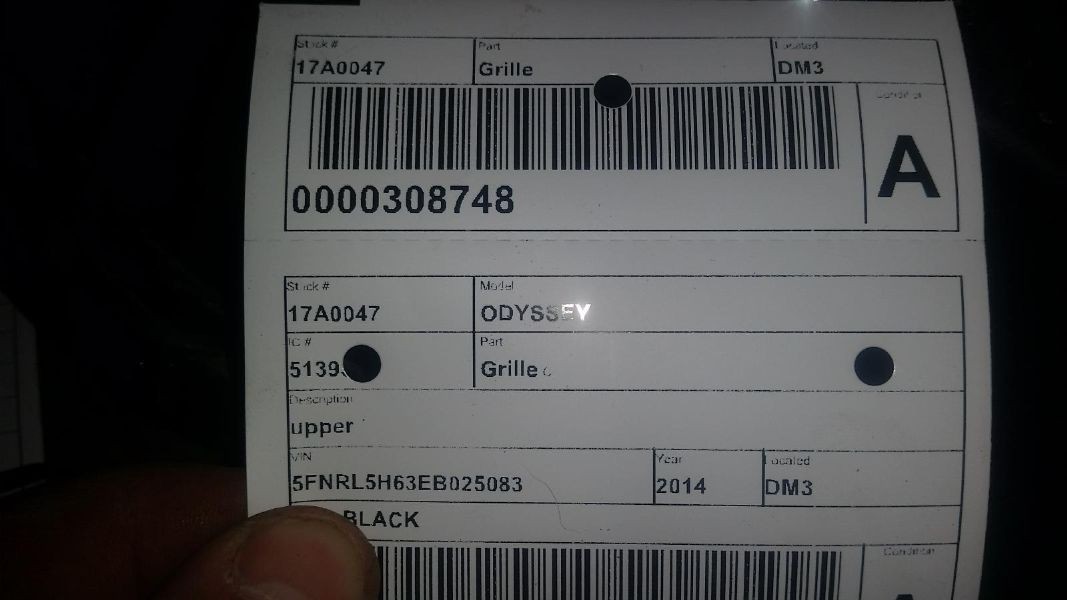 Stock # Part Located
17A0047 Grille DM3
Condition
A
0000308748
Stock # Model
17A0047 ODYSSEY
IC # Part
Grille
Description
upper
VIN Year Located
5FNRL5H63EB025083 2014 DM3
BLACK
Condition